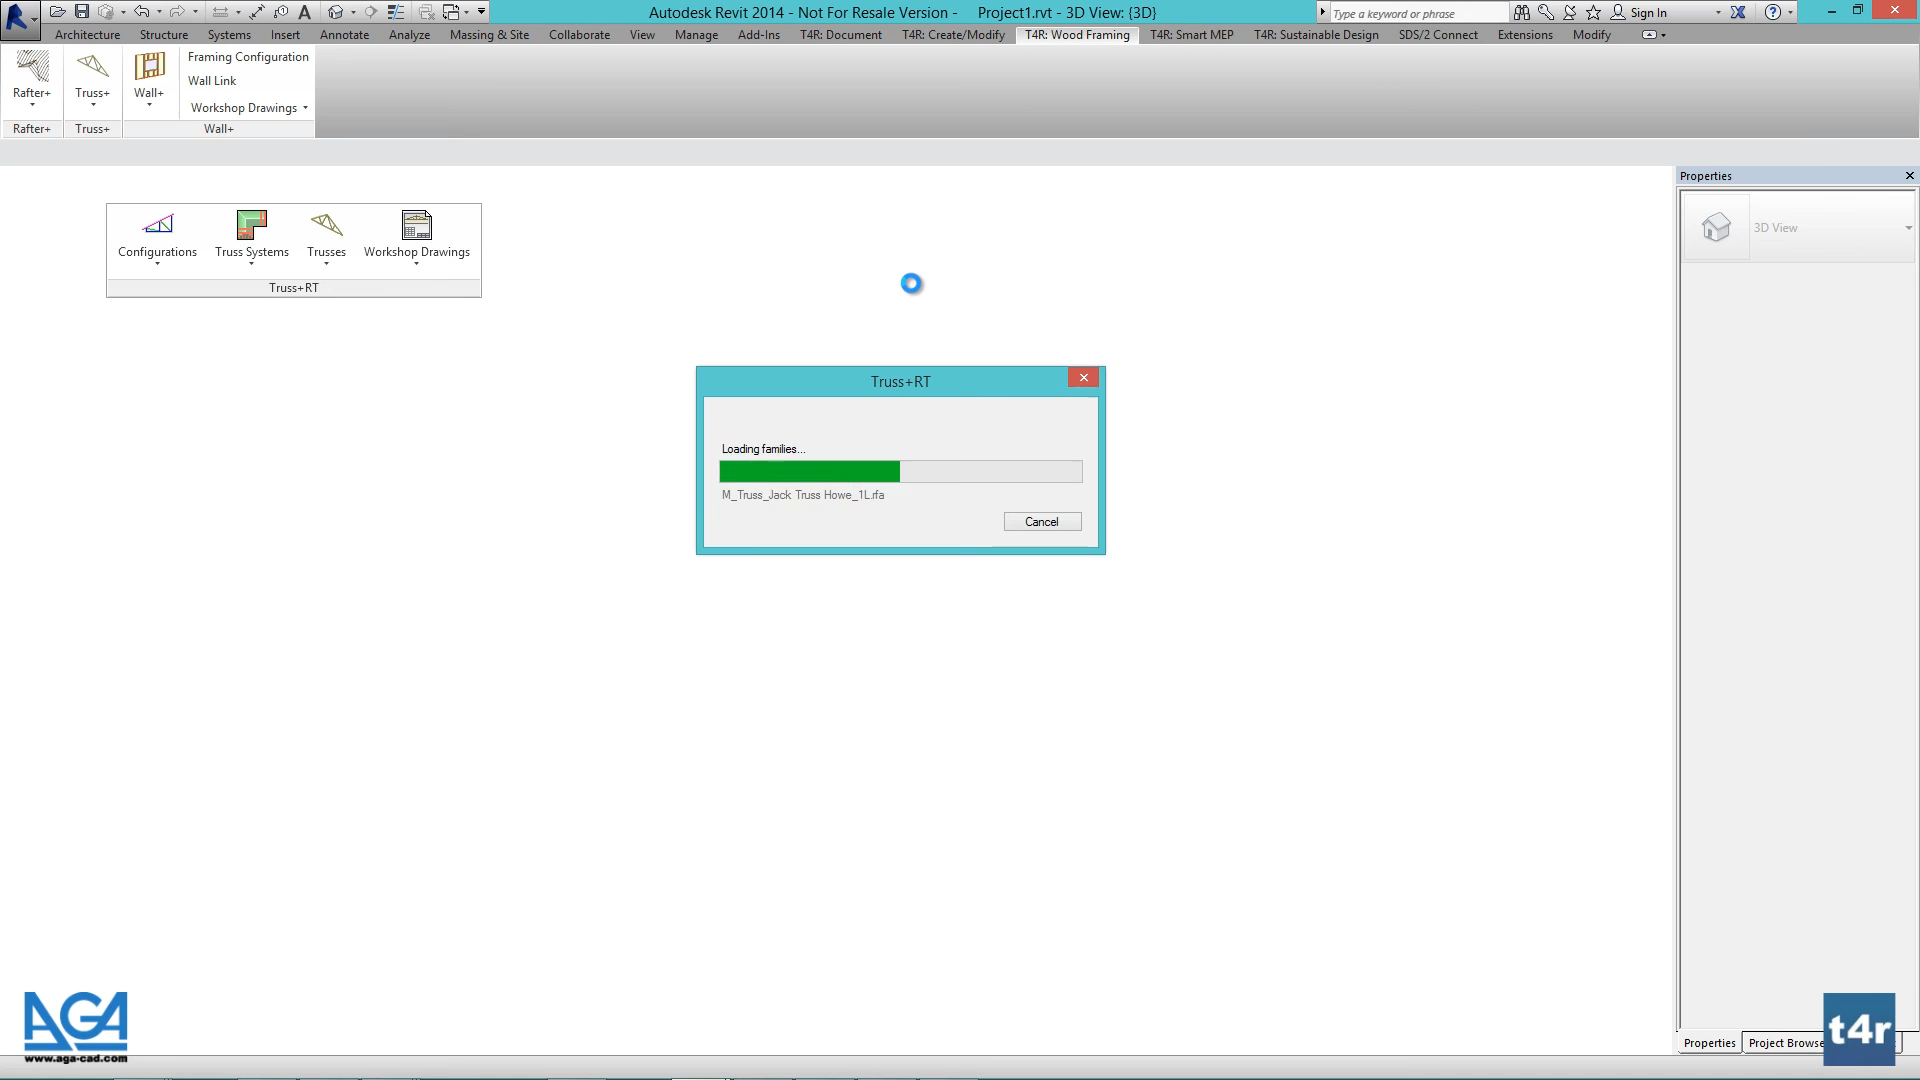 Autodesk Revit 2014 - Not For Resale Version - Project1.rvt - 3D View: {3D}
Type a keyword or phrase
Sign In
Architecture Structure Systems Insert Annotate Analyze Massing & Site Collaborate View Manage Add-Ins T4R: Document T4R: Create/Modify T4R: Wood Framing T4R: Smart MEP T4R: Sustainable Design SDS/2 Connect Extensions Modify
Rafter+
Truss+
Wall+
Framing Configuration
Wall Link
Workshop Drawings
Rafter+ Truss+ Wall+
Properties
3D View
Configurations Truss Systems Trusses Workshop Drawings
Truss+RT
Truss+RT
Loading families...
M_Truss_Jack Truss Howe_1L.rfa
Cancel
AGA
www.aga-cad.com
Properties Project Browse
t4r